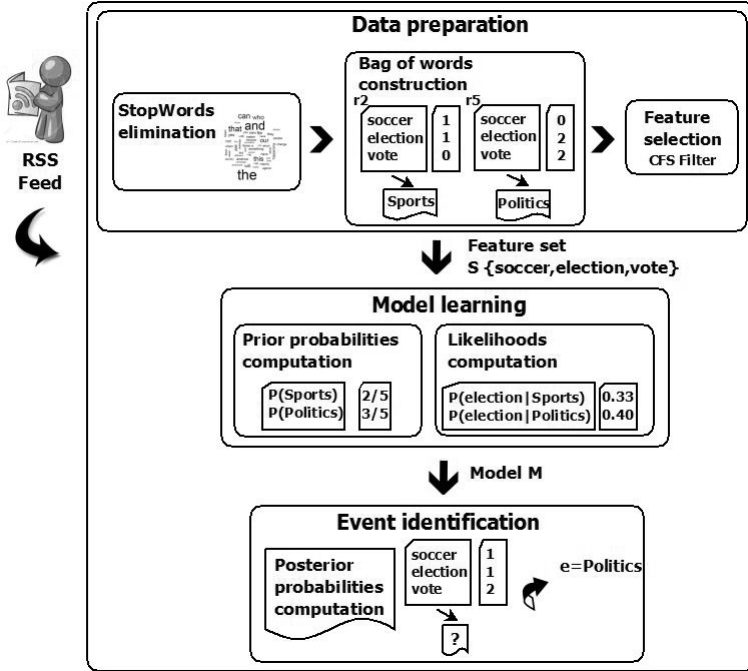 Data preparation
RSS
Feed
StopWords
elimination
can who
that and
our
this
the
Bag of words
construction
r2
soccer 1
election 1
vote 0
Sports
r5
soccer 0
election 2
vote 2
Politics
Feature
selection
CFS Filter
Feature set
S {soccer,election,vote}
Model learning
Prior probabilities
computation
P(Sports) 2/5
P(Politics) 3/5
Likelihoods
computation
P(election|Sports) 0.33
P(election|Politics) 0.40
Model M
Event identification
Posterior
probabilities
computation
soccer 1
election 1
vote 2
?
e=Politics